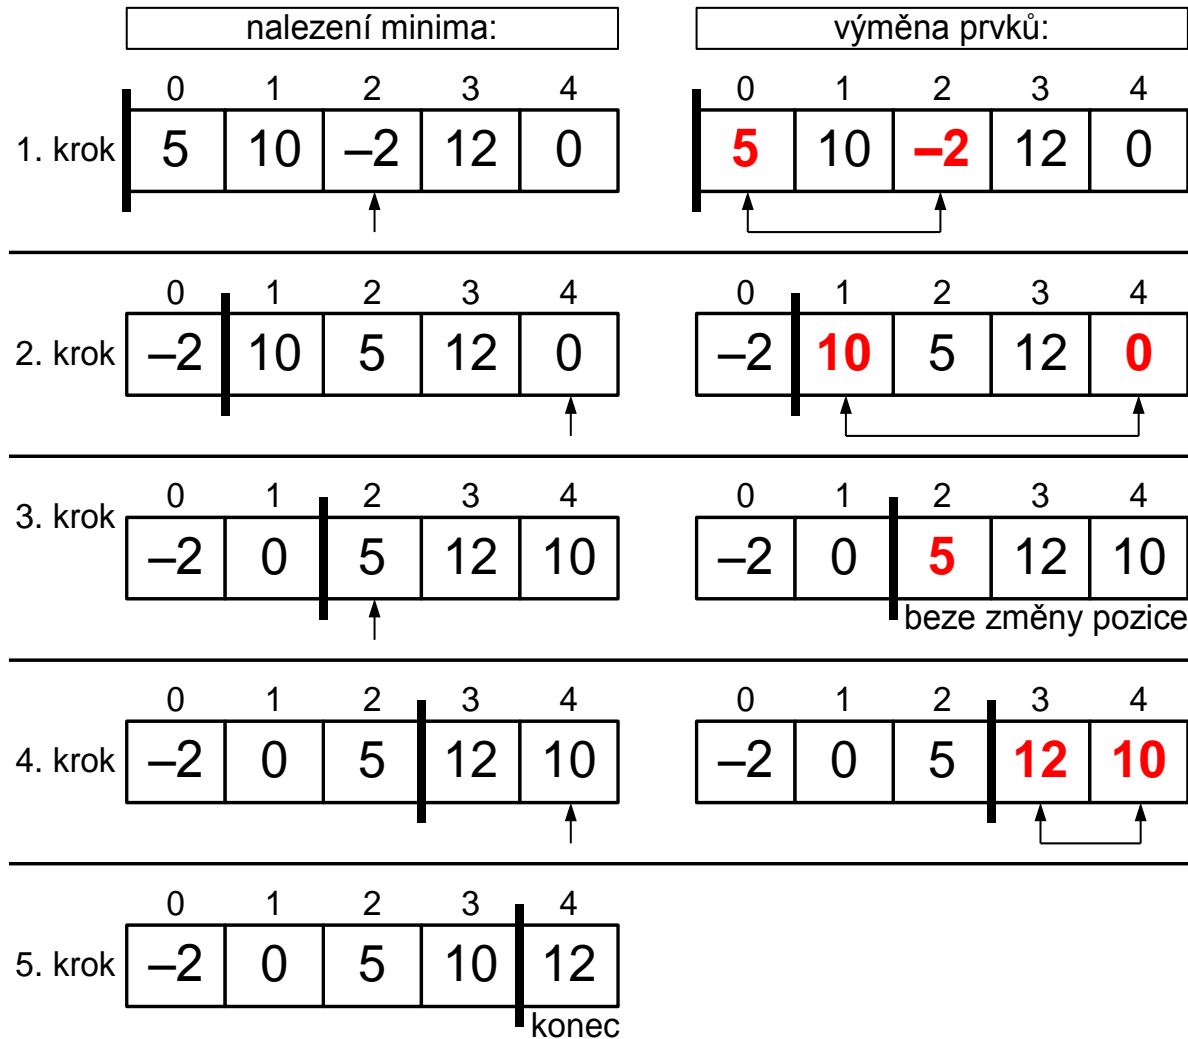 nalezení minima: výměna prvků:
0 1 2 3 4 0 1 2 3 4
1. krok 5 10 –2 12 0 5 10 –2 12 0
0 1 2 3 4 0 1 2 3 4
2. krok –2 10 5 12 0 –2 10 5 12 0
0 1 2 3 4 0 1 2 3 4
3. krok –2 0 5 12 10 –2 0 5 12 10
beze změny pozice
0 1 2 3 4 0 1 2 3 4
4. krok –2 0 5 12 10 –2 0 5 12 10
0 1 2 3 4
5. krok –2 0 5 10 12
konec